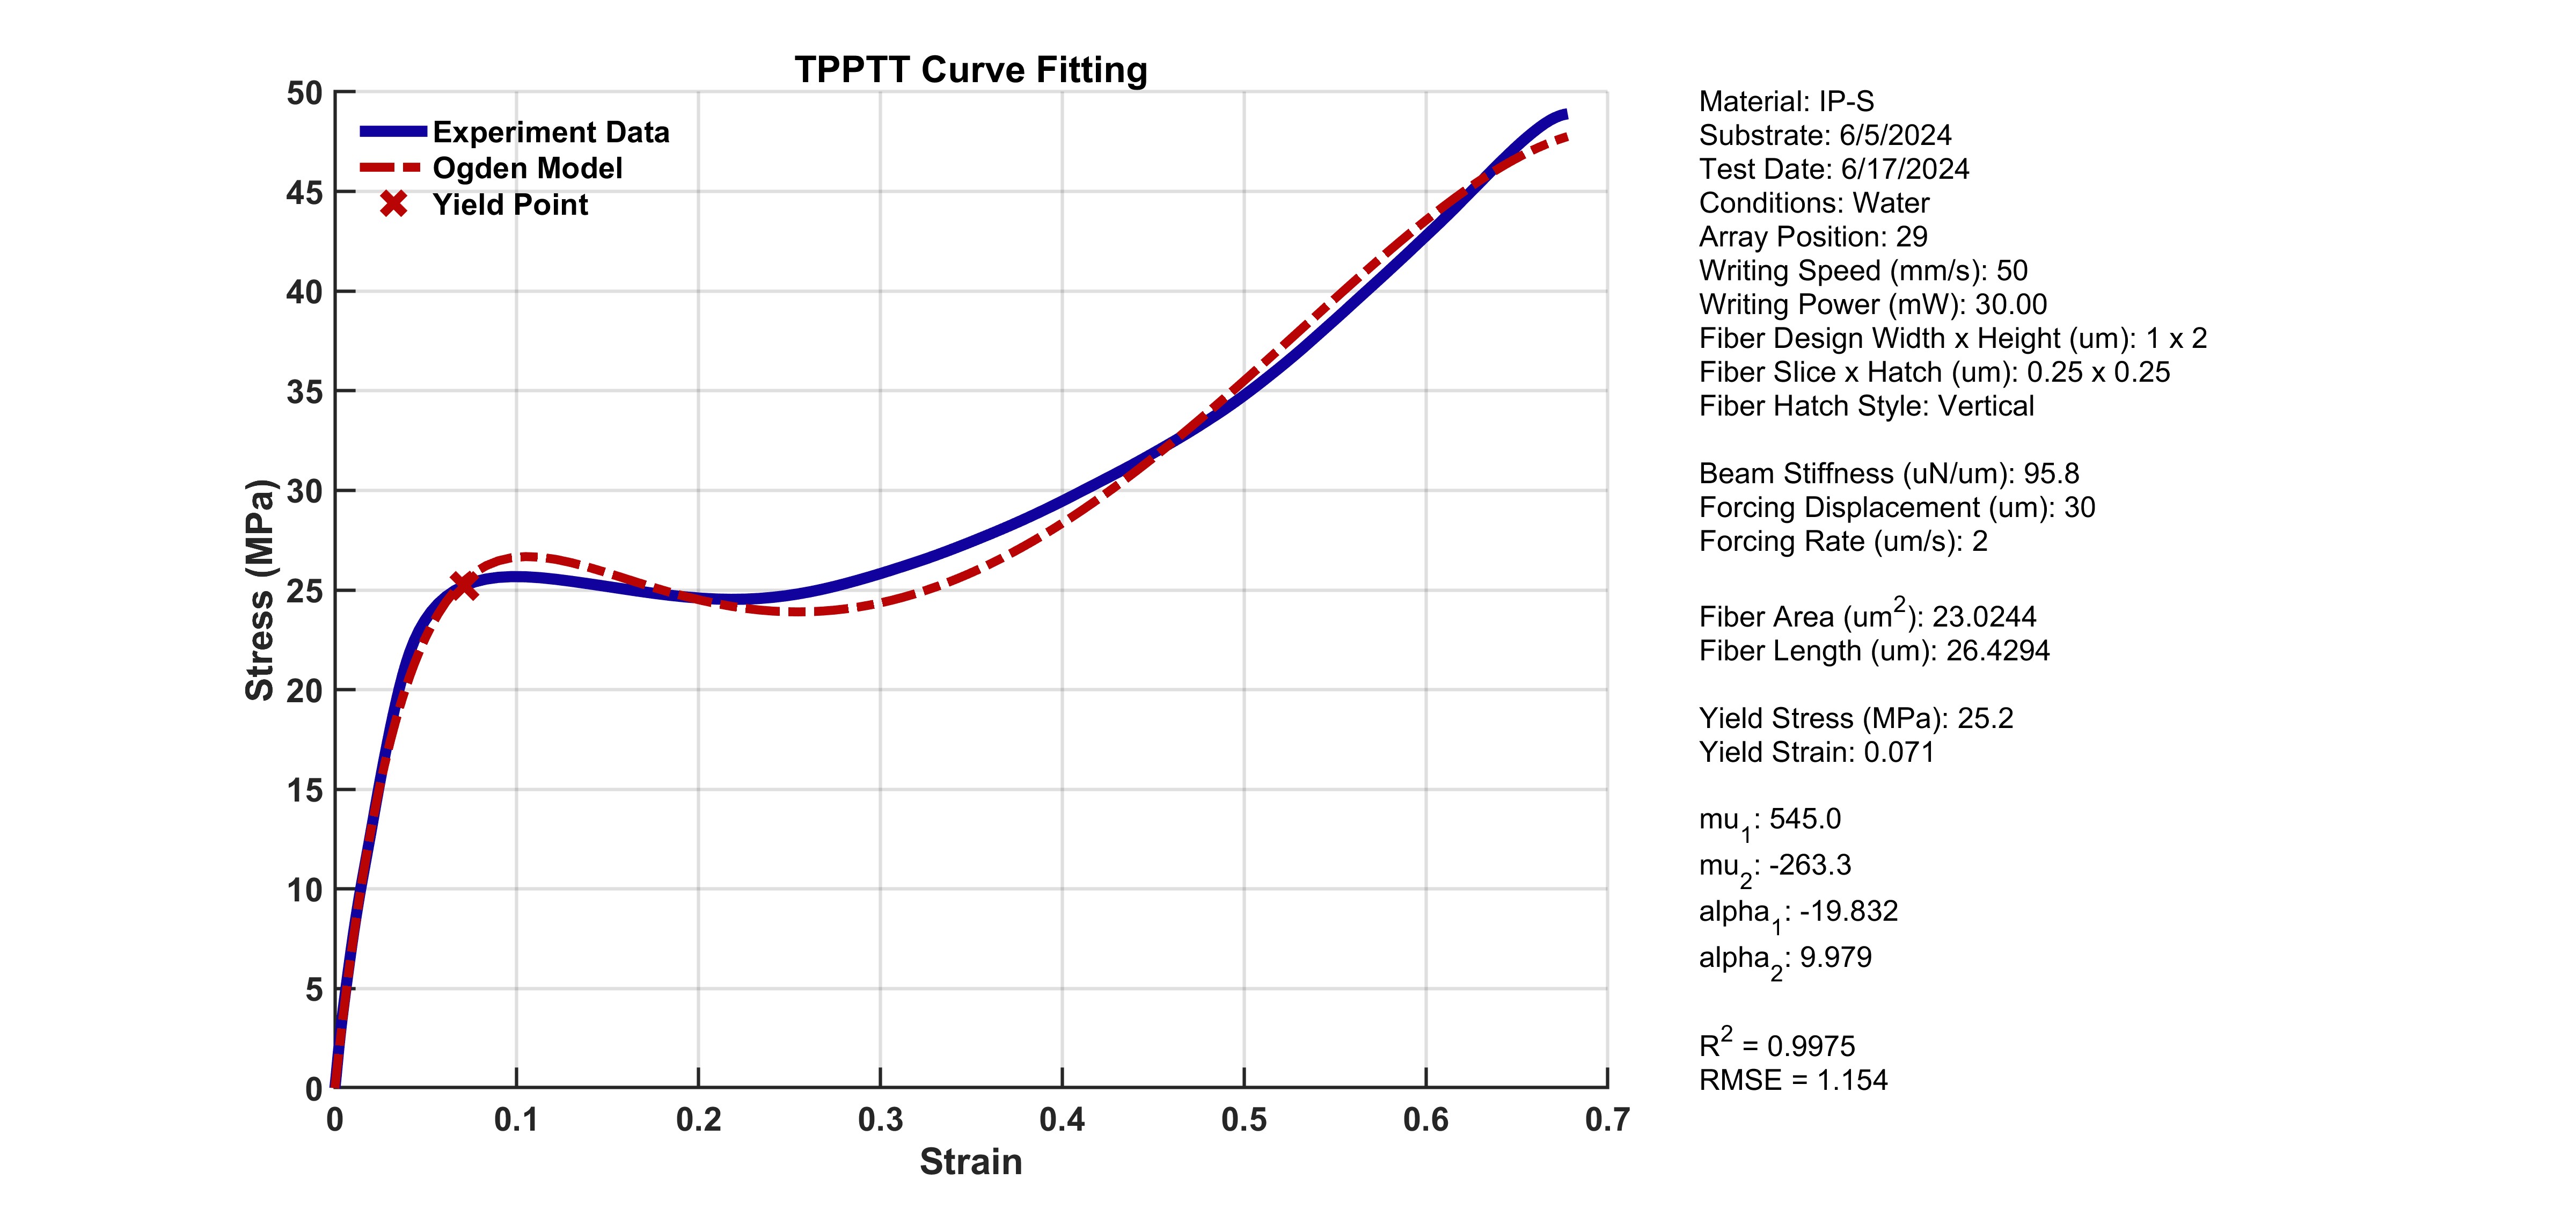 TPPTT Curve Fitting
Experiment Data
Ogden Model
Yield Point
Stress (MPa)
50
45
40
35
30
25
20
15
10
5
0
0 0.1 0.2 0.3 0.4 0.5 0.6 0.7
Strain
Material: IP-S
Substrate: 6/5/2024
Test Date: 6/17/2024
Conditions: Water
Array Position: 29
Writing Speed (mm/s): 50
Writing Power (mW): 30.00
Fiber Design Width x Height (um): 1 x 2
Fiber Slice x Hatch (um): 0.25 x 0.25
Fiber Hatch Style: Vertical
Beam Stiffness (uN/um): 95.8
Forcing Displacement (um): 30
Forcing Rate (um/s): 2
Fiber Area (um²): 23.0244
Fiber Length (um): 26.4294
Yield Stress (MPa): 25.2
Yield Strain: 0.071
mu₁: 545.0
mu₂: -263.3
alpha₁: -19.832
alpha₂: 9.979
R² = 0.9975
RMSE = 1.154